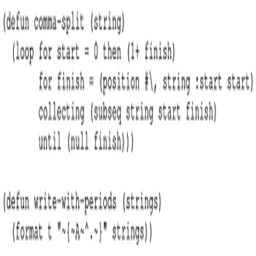 (defun comma-split (string)
(loop for start = 0 then (1+ finish)
for finish = (position #\, string :start start)
collecting (subseq string start finish)
until (null finish)))
(defun write-with-periods (strings)
(format t "~{~A~^.~}" strings))